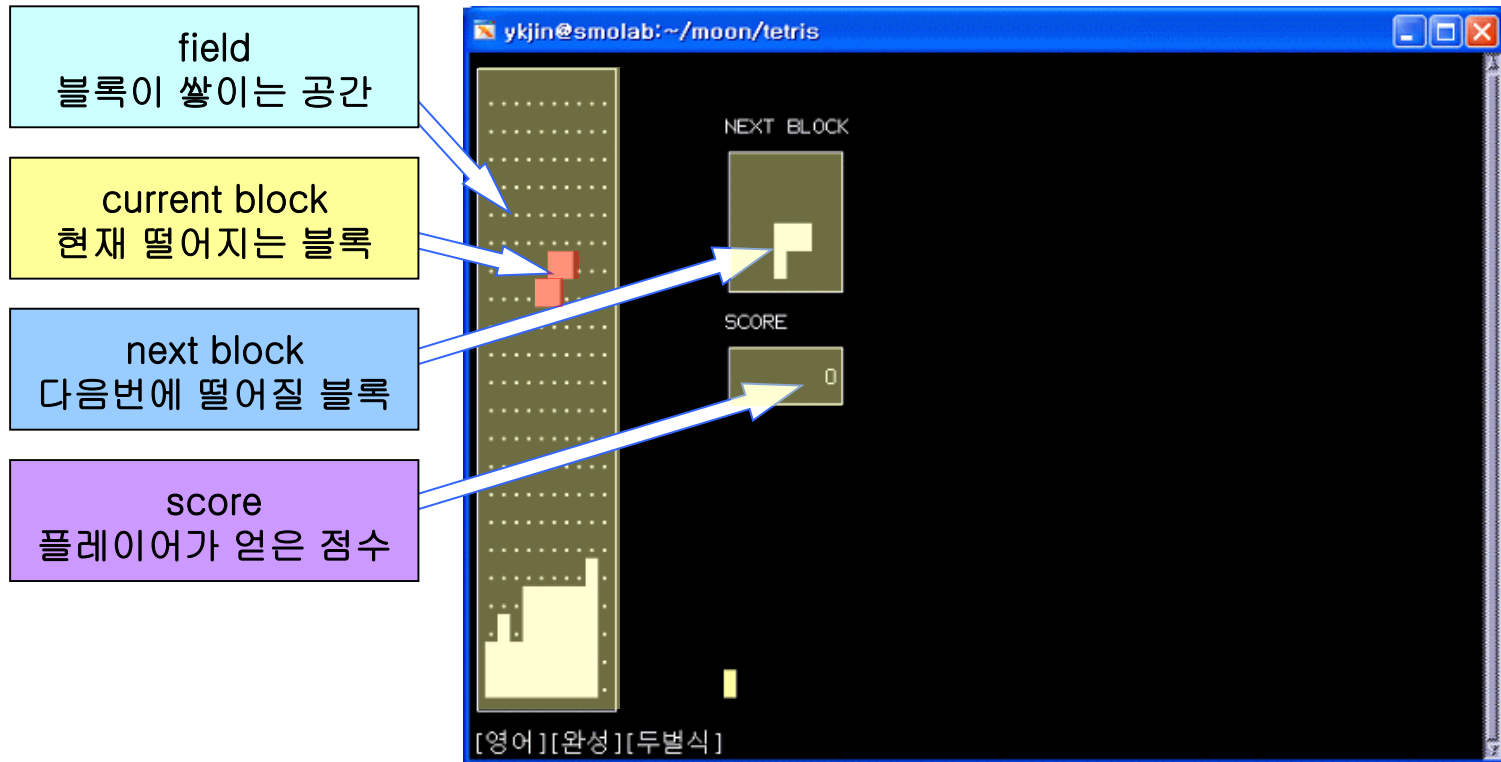 field
블록이 쌓이는 공간
current block
현재 떨어지는 블록
next block
다음번에 떨어질 블록
score
플레이어가 얻은 점수
ykjin@smolab:~/moon/tetris
NEXT BLOCK
SCORE
0
[영어][완성][두벌식]